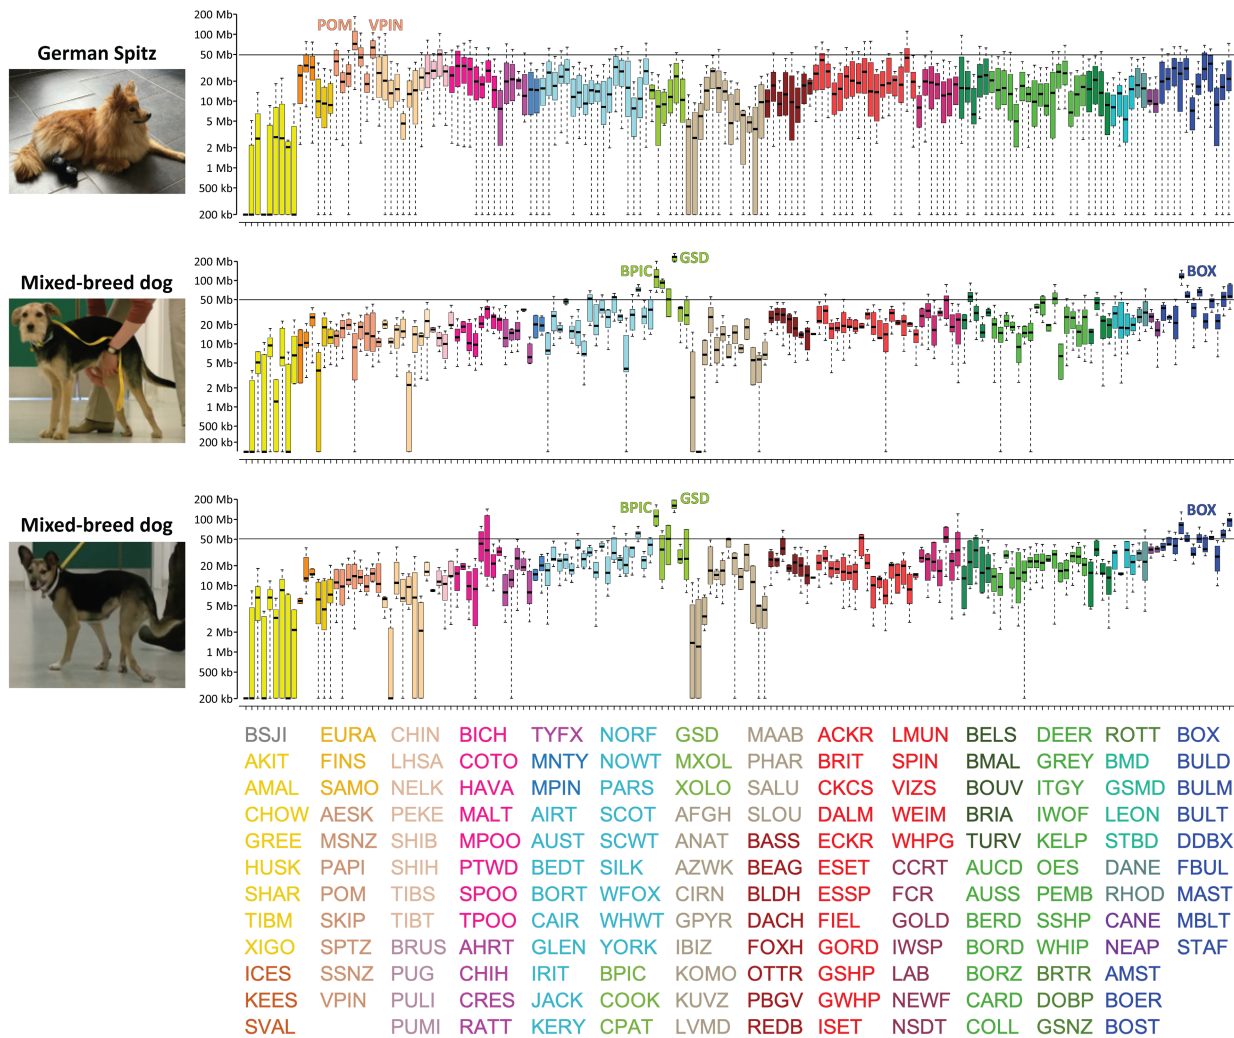 German Spitz
200 Mb
100 Mb
50 Mb
20 Mb
10 Mb
5 Mb
2 Mb
1 Mb
500 kb
200 kb
POM VPIN
Mixed-breed dog
200 Mb
100 Mb
50 Mb
20 Mb
10 Mb
5 Mb
2 Mb
1 Mb
500 kb
200 kb
BPIC GSD BOX
Mixed-breed dog
200 Mb
100 Mb
50 Mb
20 Mb
10 Mb
5 Mb
2 Mb
1 Mb
500 kb
200 kb
BPIC GSD BOX
BSJI EURA CHIN BICH TYFX NORF GSD MAAB ACKR LMUN BELS DEER ROTT BOX
AKIT FINS LHSA COTO MNTY NOWT MXOL PHAR BRIT SPIN BMAL GREY BMD BULD
AMAL SAMO NELK HAVA MPIN PARS XOLO SALU CKCS VIZS BOUV ITGY GSMD BULM
CHOW AESK PEKE MALT AIRT SCOT AFGH SLOU DALM WEIM BRIA IWOF LEON BULT
GREE MSNZ SHIB MPOO AUST SCWT ANAT BASS ECKR WHPG TURV KELP STBD DDBX
HUSK PAPI SHIH PTWD BEDT SILK AZWK BEAG ESET CCRT AUCD OES DANE FBUL
SHAR POM TIBS SPOO BORT WFOX CIRN BLDH ESSP FCR AUSS PEMB RHOD MAST
TIBM SKIP TIBT TPOO CAIR WHWT GPYR DACH FIEL GOLD BERD SSHP CANE MBLT
XIGO SPTZ BRUS AHRT GLEN YORK IBIZ FOXH GORD IWSP BORD WHIP NEAP STAF
ICES SSNZ PUG CHIH IRIT BPIC KOMO OTTR GSHP LAB BORZ BRTR AMST
KEES VPIN PULI CRES JACK COOK KUVZ PBGV GWHP NEWF CARD DOBP BOER
SVAL PUMI RATT KERY CPAT LVMD REDB ISET NSDT COLL GSNZ BOST